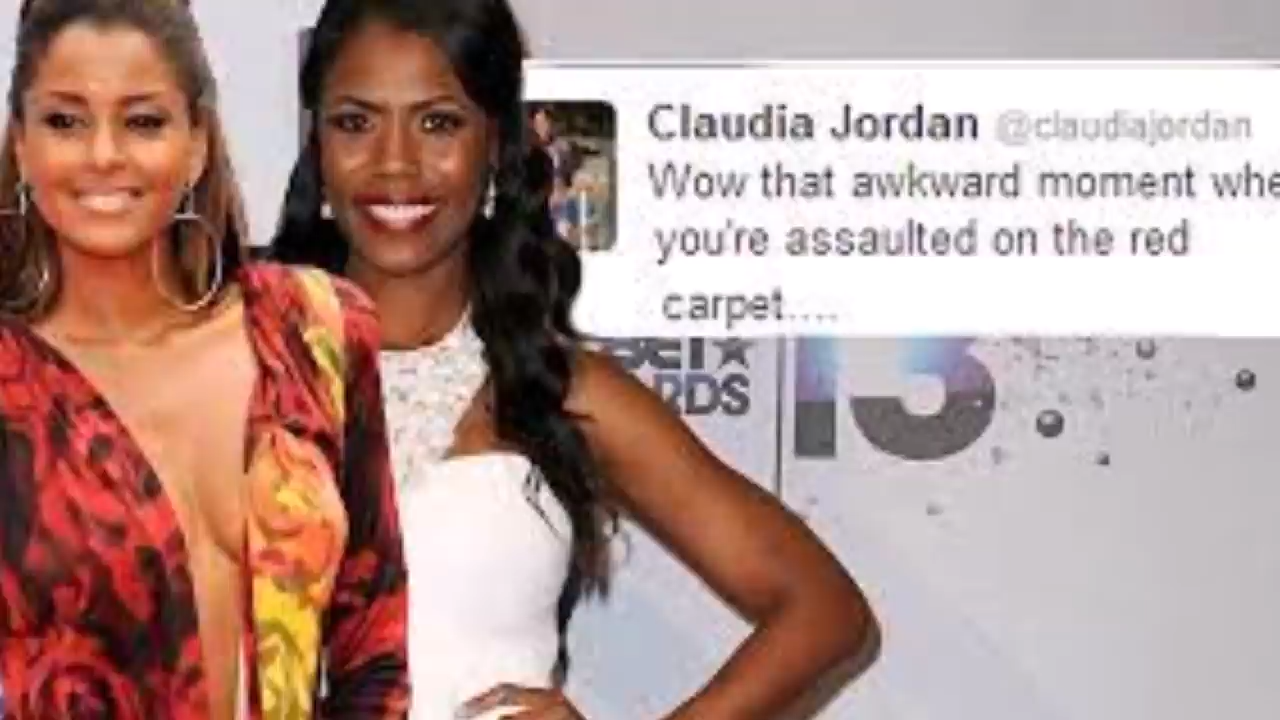 Claudia Jordan @claudiajordan
Wow that awkward moment whe
you're assaulted on the red
carpet....
BET★
RDS
13